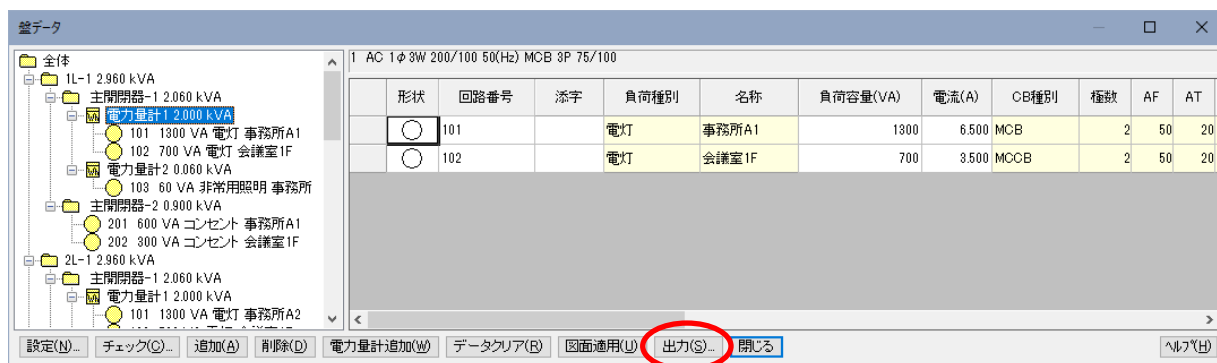 盤データ
全体
1L-1 2.960 kVA
主開閉器-1 2.060 kVA
電力量計1 2.000 kVA
101 1300 VA 電灯 事務所A1
102 700 VA 電灯 会議室1F
電力量計2 0.060 kVA
103 60 VA 非常用照明 事務所
主開閉器-2 0.900 kVA
201 600 VA コンセント 事務所A1
202 300 VA コンセント 会議室1F
2L-1 2.960 kVA
主開閉器-1 2.060 kVA
電力量計1 2.000 kVA
101 1300 VA 電灯 事務所A2
1 AC 1φ3W 200/100 50(Hz) MCB 3P 75/100
形状 回路番号 添字 負荷種別 名称 負荷容量(VA) 電流(A) CB種別 極数 AF AT
101 電灯 事務所A1 1300 6.500 MCB 2 50 20
102 電灯 会議室1F 700 3.500 MCCB 2 50 20
設定(N)... チェック(C)... 追加(A) 削除(D) 電力量計追加(W) データクリア(R) 図面適用(U) 出力(S)... 閉じる ヘルプ(H)